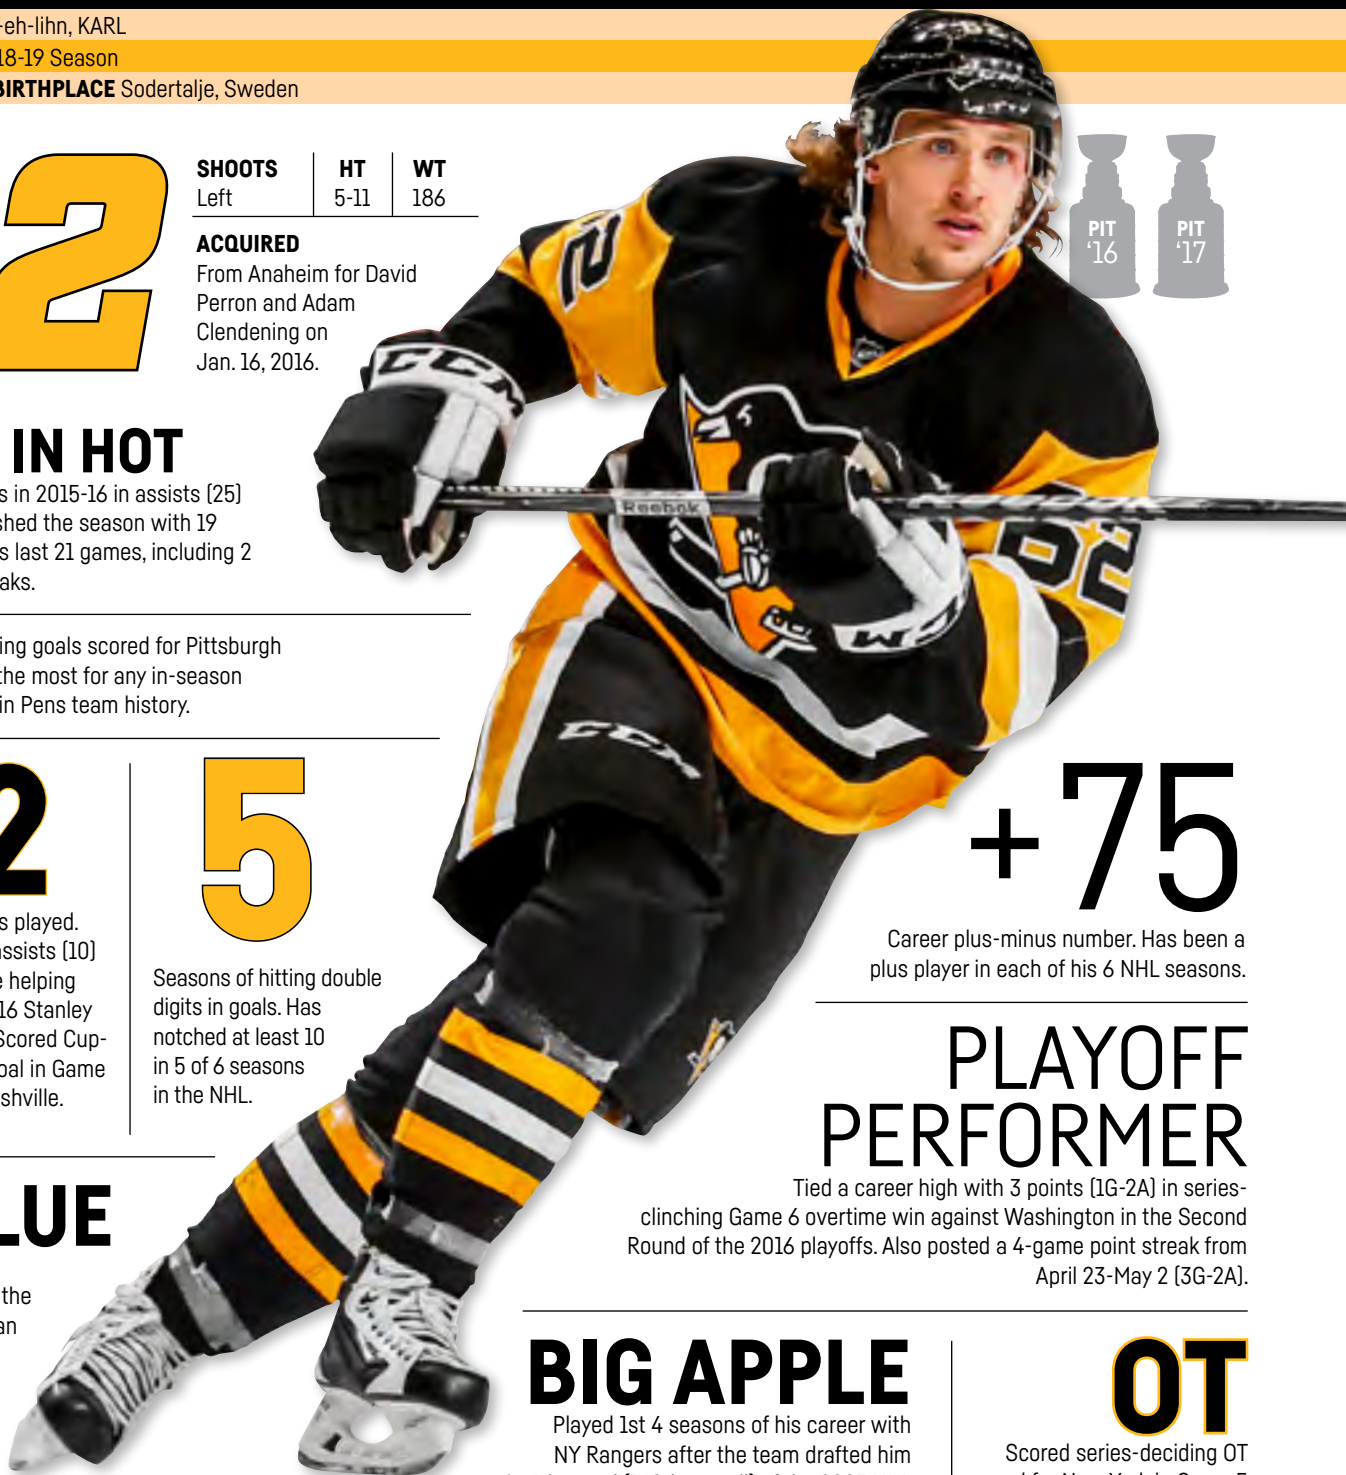 -eh-lihn, KARL
18-19 Season
BIRTHPLACE Sodertalje, Sweden
2
SHOOTS HT WT
Left 5-11 186
ACQUIRED
From Anaheim for David
Perron and Adam
Clendening on
Jan. 16, 2016.
PIT
‘16
PIT
‘17
2
CCM
IN HOT
s in 2015-16 in assists (25)
shed the season with 19
s last 21 games, including 2
aks.
Reebok
62
CCM
ing goals scored for Pittsburgh
the most for any in-season
in Pens team history.
CCM
2
s played.
assists (10)
e helping
16 Stanley
Scored Cup-
oal in Game
shville.
5
Seasons of hitting double
digits in goals. Has
notched at least 10
in 5 of 6 seasons
in the NHL.
+75
Career plus-minus number. Has been a
plus player in each of his 6 NHL seasons.
PLAYOFF
PERFORMER
Tied a career high with 3 points (1G-2A) in series-
clinching Game 6 overtime win against Washington in the Second
Round of the 2016 playoffs. Also posted a 4-game point streak from
April 23-May 2 (3G-2A).
LUE
the
an
BIG APPLE
Played 1st 4 seasons of his career with
NY Rangers after the team drafted him
OT
Scored series-deciding OT